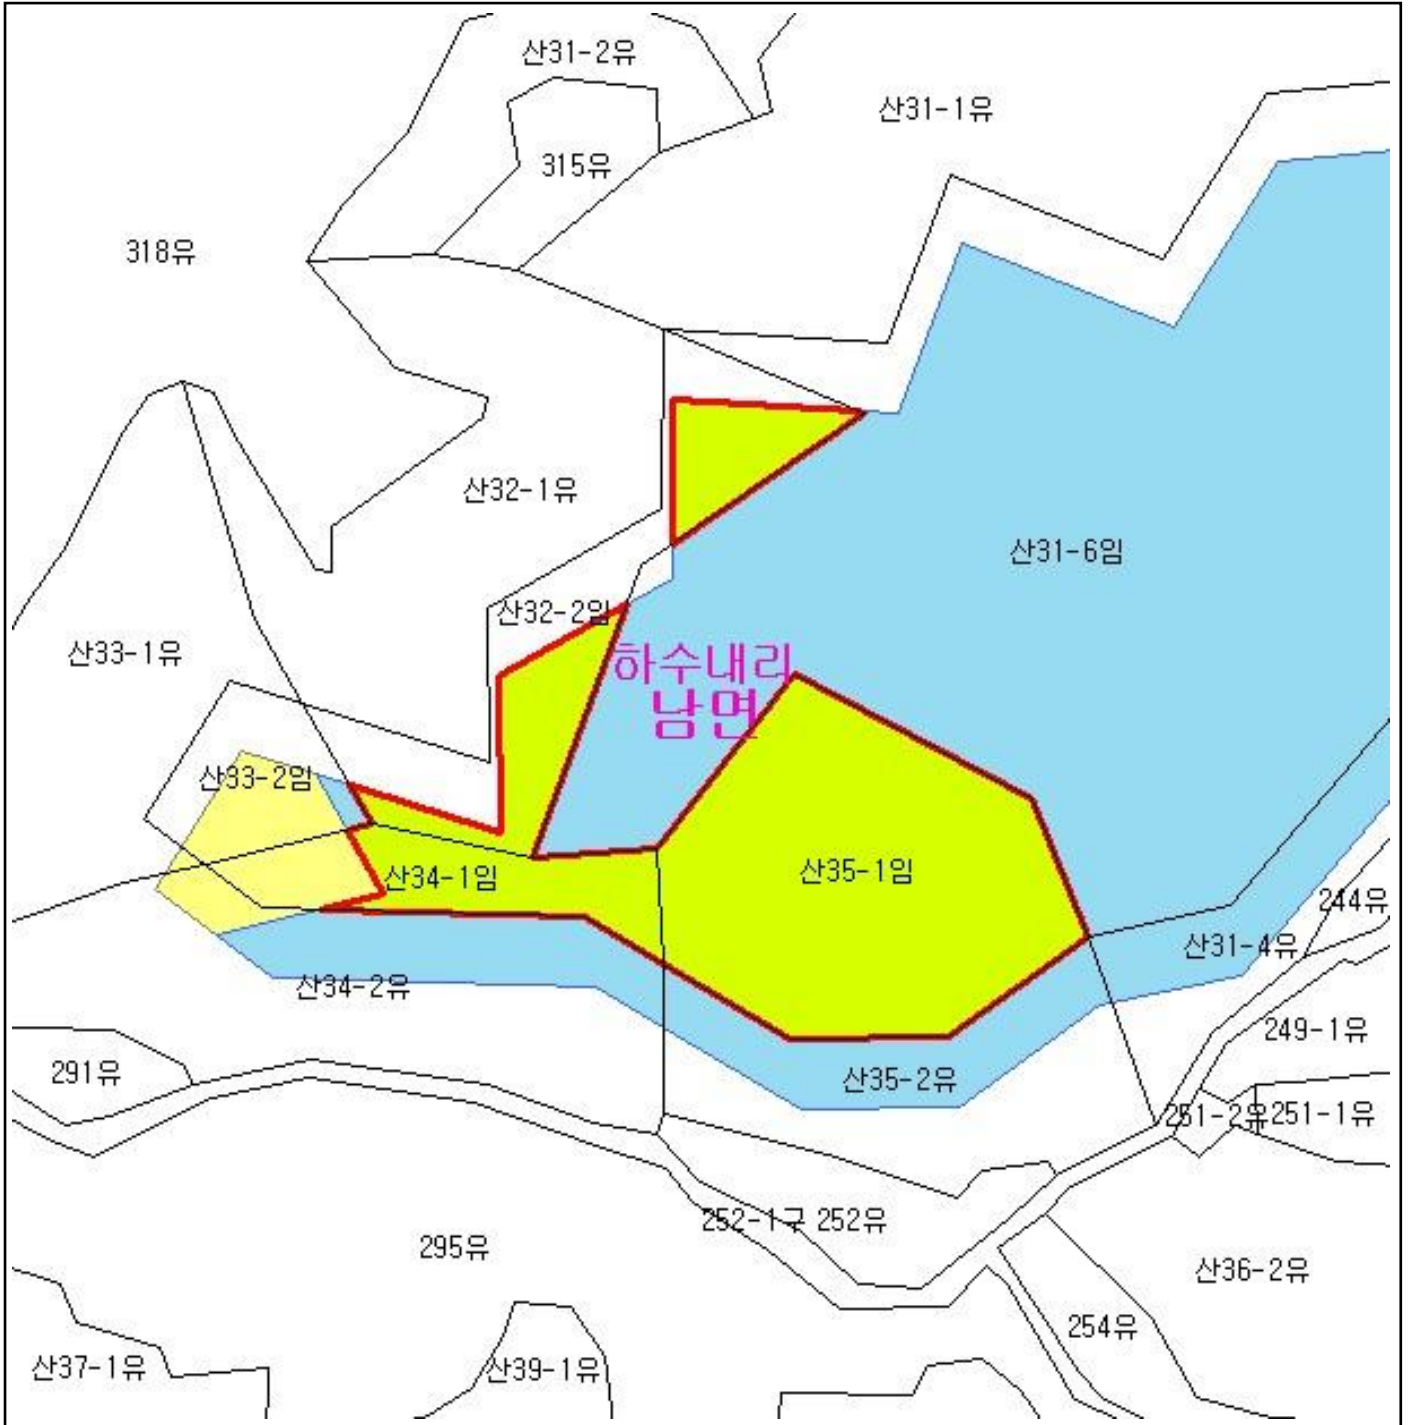 산31-2유
산31-1유
315유
318유
산32-1유
산31-6임
산32-2임
산33-1유
하수내리
남면
산33-2임
산34-1임
산35-1임
244유
산31-4유
산34-2유
249-1유
291유
산35-2유
251-2유
251-1유
252-1구
252유
295유
산36-2유
254유
산37-1유
산39-1유